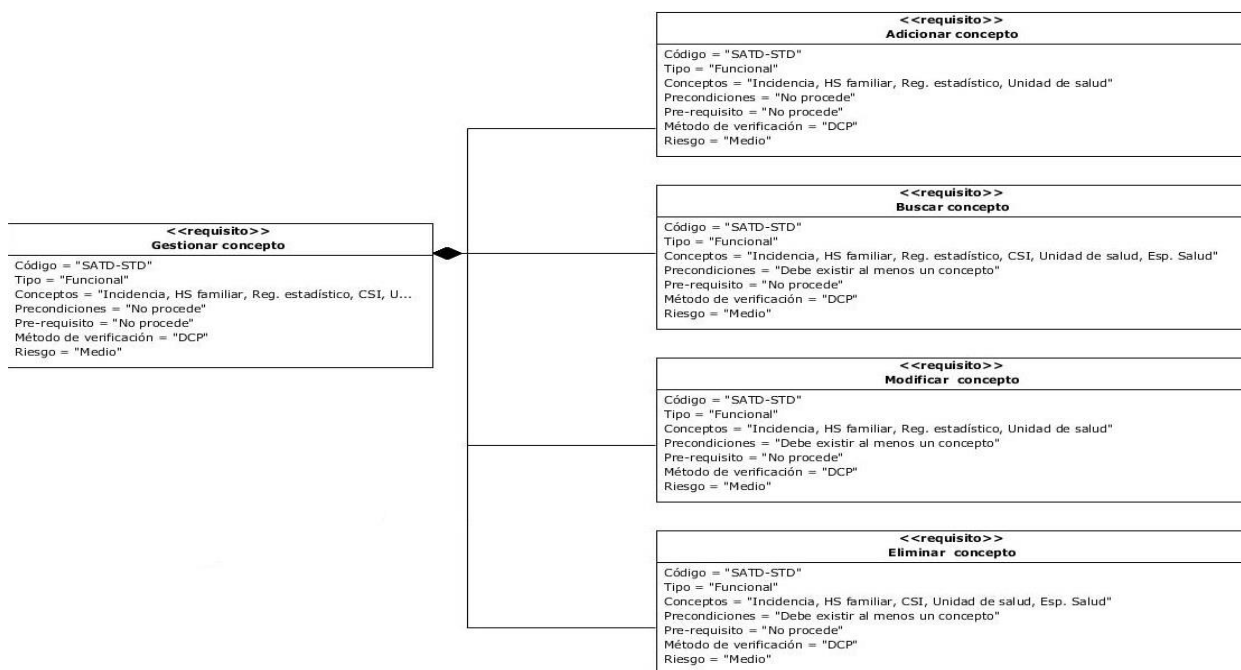 <<requisito>>
Gestionar concepto
Código = "SATD-STD"
Tipo = "Funcional"
Conceptos = "Incidencia, HS familiar, Reg. estadístico, CSI, U...
Precondiciones = "No procede"
Pre-requisito = "No procede"
Método de verificación = "DCP"
Riesgo = "Medio"
<<requisito>>
Adicionar concepto
Código = "SATD-STD"
Tipo = "Funcional"
Conceptos = "Incidencia, HS familiar, Reg. estadístico, Unidad de salud"
Precondiciones = "No procede"
Pre-requisito = "No procede"
Método de verificación = "DCP"
Riesgo = "Medio"
<<requisito>>
Buscar concepto
Código = "SATD-STD"
Tipo = "Funcional"
Conceptos = "Incidencia, HS familiar, Reg. estadístico, CSI, Unidad de salud, Esp. Salud"
Precondiciones = "Debe existir al menos un concepto"
Pre-requisito = "No procede"
Método de verificación = "DCP"
Riesgo = "Medio"
<<requisito>>
Modificar concepto
Código = "SATD-STD"
Tipo = "Funcional"
Conceptos = "Incidencia, HS familiar, Reg. estadístico, Unidad de salud"
Precondiciones = "Debe existir al menos un concepto"
Pre-requisito = "No procede"
Método de verificación = "DCP"
Riesgo = "Medio"
<<requisito>>
Eliminar concepto
Código = "SATD-STD"
Tipo = "Funcional"
Conceptos = "Incidencia, HS familiar, CSI, Unidad de salud, Esp. Salud"
Precondiciones = "Debe existir al menos un concepto"
Pre-requisito = "No procede"
Método de verificación = "DCP"
Riesgo = "Medio"